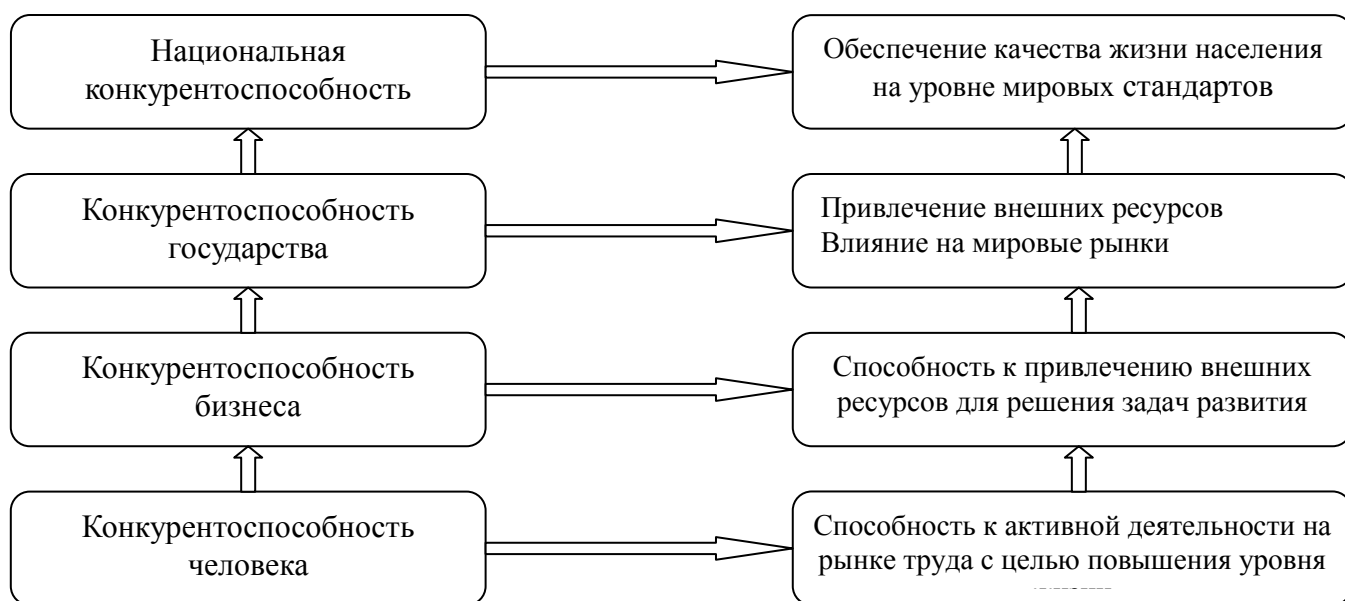 Национальная
конкурентоспособность
Обеспечение качества жизни населения
на уровне мировых стандартов
Конкурентоспособность
государства
Привлечение внешних ресурсов
Влияние на мировые рынки
Конкурентоспособность
бизнеса
Способность к привлечению внешних
ресурсов для решения задач развития
Конкурентоспособность
человека
Способность к активной деятельности на
рынке труда с целью повышения уровня